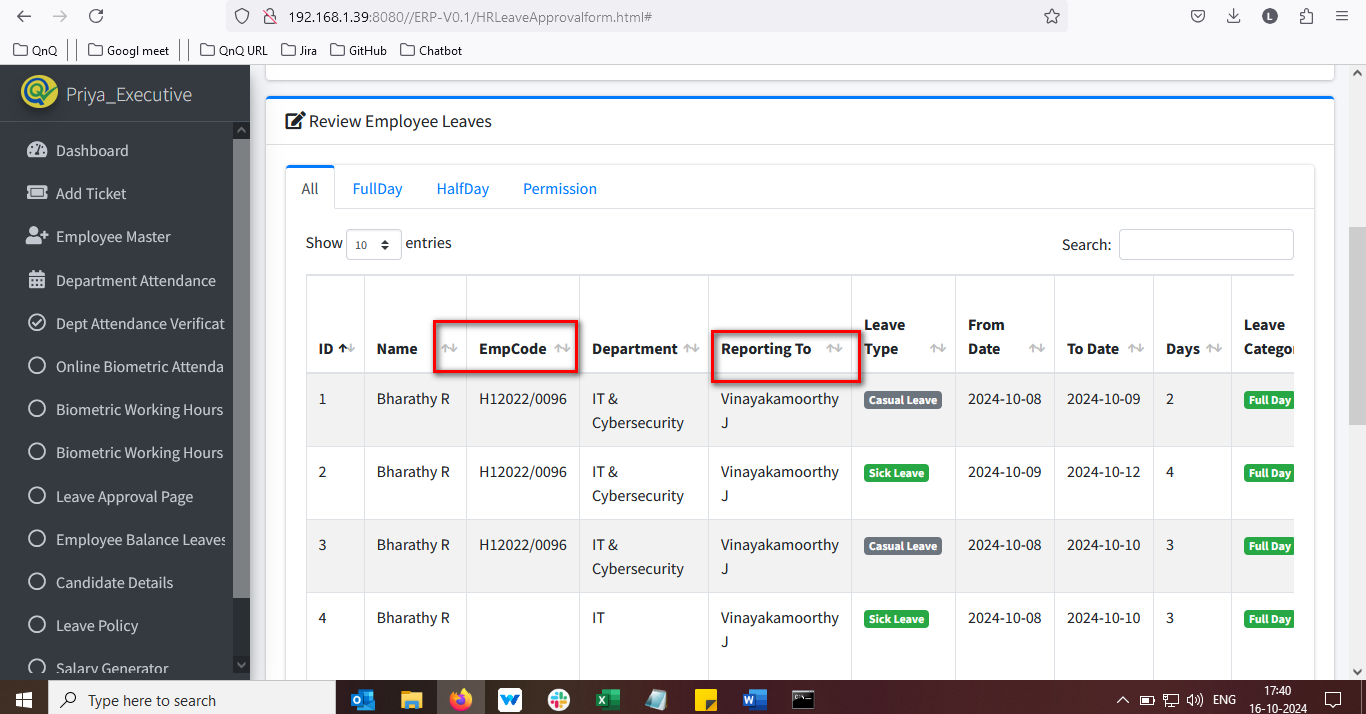 192.168.1.39:8080//ERP-V0.1/HRLeaveApprovalform.html#
L
QnQ
Googl meet
QnQ URL
Jira
GitHub
Chatbot
Priya_Executive
Dashboard
Add Ticket
Employee Master
Department Attendance
Dept Attendance Verificat
Online Biometric Attenda
Biometric Working Hours
Biometric Working Hours
Leave Approval Page
Employee Balance Leaves
Candidate Details
Leave Policy
Salary Generator
Review Employee Leaves
All FullDay HalfDay Permission
Show 10 entries
Search:
ID Name EmpCode Department Reporting To Leave Type From Date To Date Days Leave Catego
1 Bharathy R H12022/0096 IT & Cybersecurity Vinayakamoorthy J Casual Leave 2024-10-08 2024-10-09 2 Full Day
2 Bharathy R H12022/0096 IT & Cybersecurity Vinayakamoorthy J Sick Leave 2024-10-09 2024-10-12 4 Full Day
3 Bharathy R H12022/0096 IT & Cybersecurity Vinayakamoorthy J Casual Leave 2024-10-08 2024-10-10 3 Full Day
4 Bharathy R IT Vinayakamoorthy J Sick Leave 2024-10-08 2024-10-10 3 Full Day
Type here to search
ENG
17:40
16-10-2024